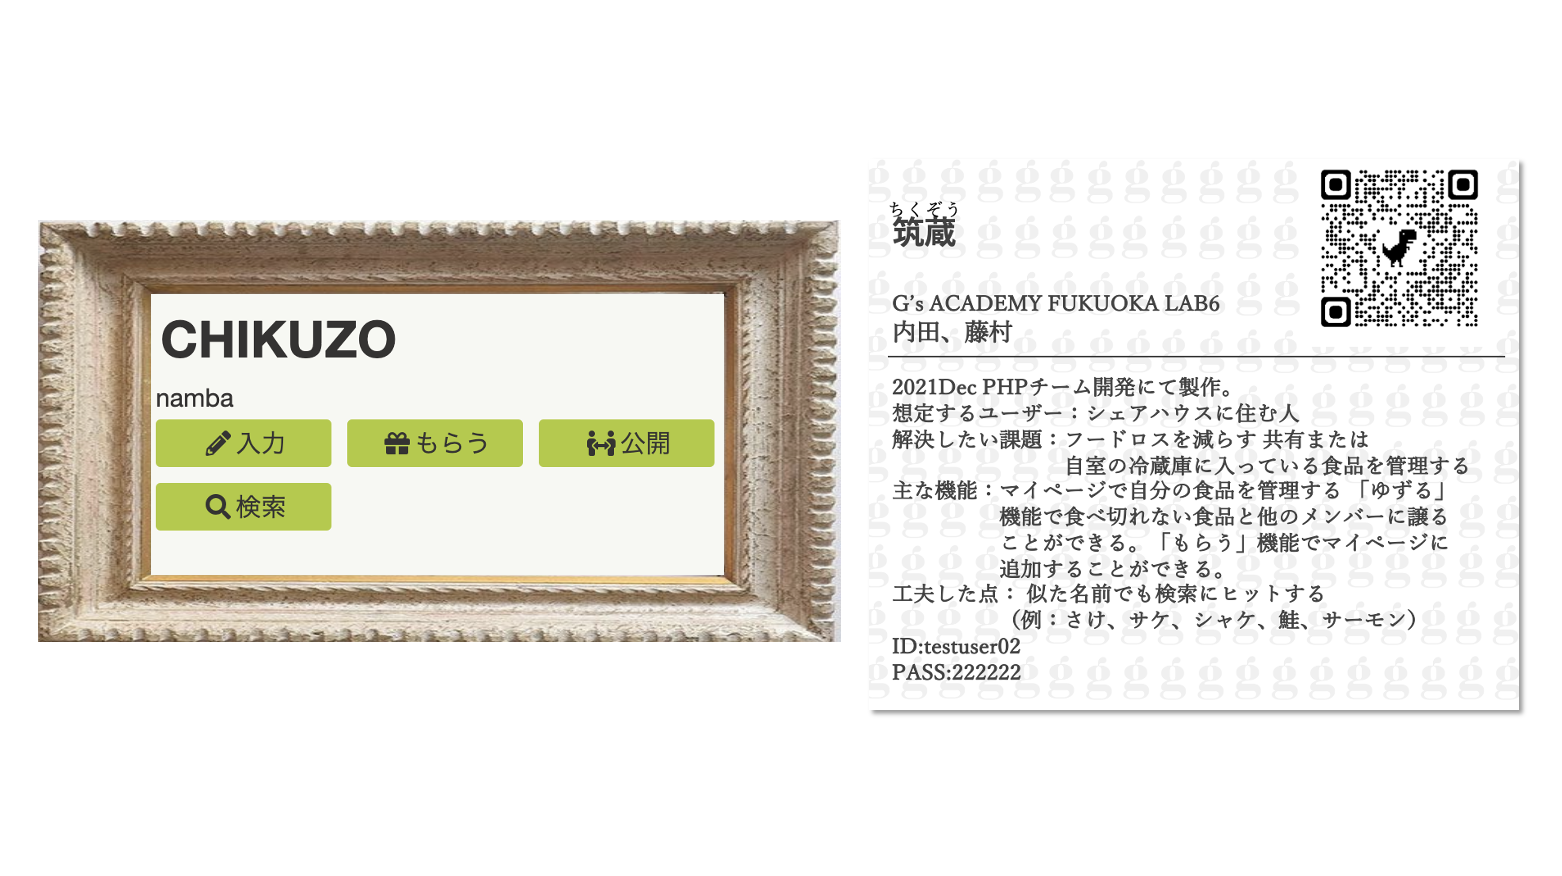 CHIKUZO
namba
入力
もらう
公開
検索
ちくぞう
筑蔵
G's ACADEMY FUKUOKA LAB6
内田、藤村
2021Dec PHPチーム開発にて製作。
想定するユーザー：シェアハウスに住む人
解決したい課題：フードロスを減らす 共有または
自室の冷蔵庫に入っている食品を管理する
主な機能：マイページで自分の食品を管理する 「ゆずる」
機能で食べ切れない食品と他のメンバーに譲る
ことができる。「もらう」機能でマイページに
追加することができる。
工夫した点： 似た名前でも検索にヒットする
（例：さけ、サケ、シャケ、鮭、サーモン）
ID:testuser02
PASS:222222